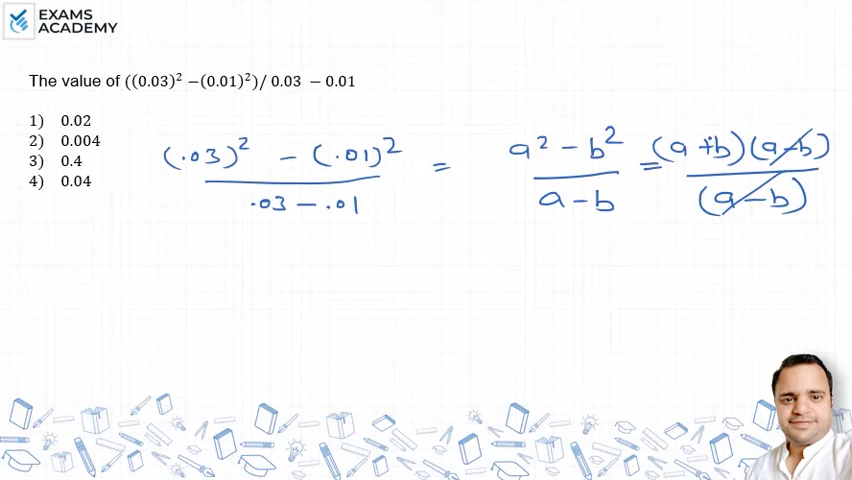 EXAMS
ACADEMY
The value of ((0.03)² −(0.01)²)/ 0.03 − 0.01
1) 0.02
2) 0.004
3) 0.4
4) 0.04
(.03)² − (.01)² = a² − b² = (a+b)(a-b)
.03 − .01 a − b (a − b)